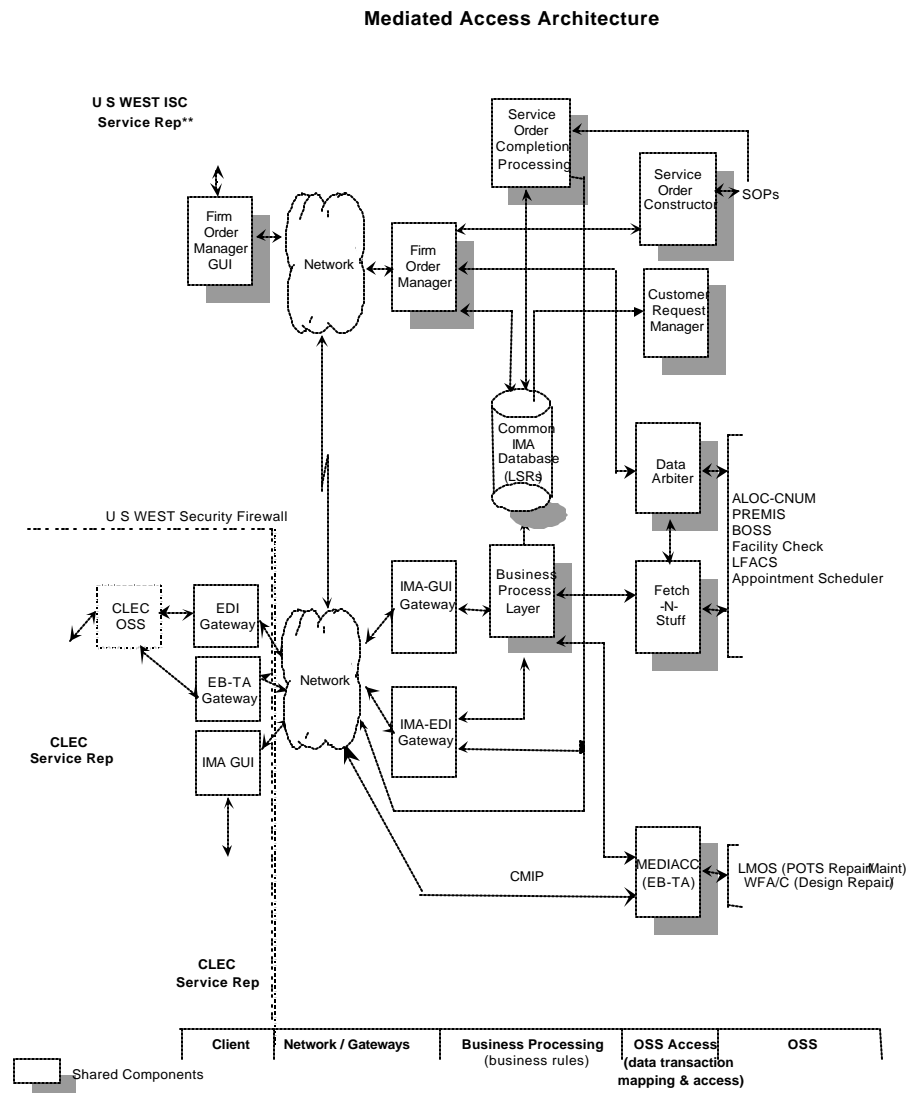 Mediated Access Architecture
U S WEST ISC
Service Rep**
Service
Order
Completion
Processing
Service
Order
Constructor
SOPs
Firm
Order
Manager
GUI
Network
Firm
Order
Manager
Customer
Request
Manager
Common
IMA
Database
(LSRs)
Data
Arbiter
ALOC-CNUM
PREMIS
BOSS
Facility Check
LFACS
Appointment Scheduler
U S WEST Security Firewall
CLEC
OSS
EDI
Gateway
IMA-GUI
Gateway
Business
Process
Layer
Fetch
-N-
Stuff
EB-TA
Gateway
Network
CLEC
Service Rep
IMA GUI
IMA-EDI
Gateway
CMIP
MEDIACC
(EB-TA)
LMOS (POTS Repair/Maint)
WFA/C (Design Repair)
CLEC
Service Rep
Client
Network / Gateways
Business Processing
(business rules)
OSS Access
(data transaction
mapping & access)
OSS
Shared Components